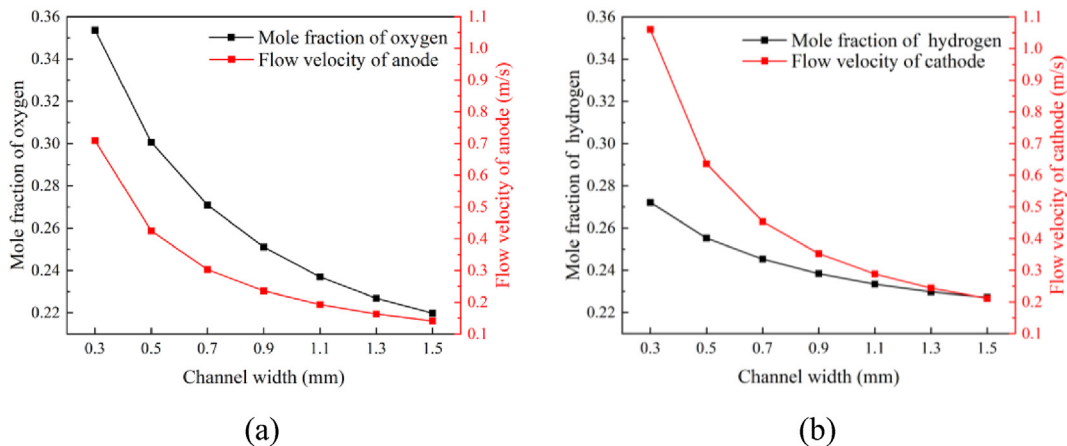 0.36
0.34
0.32
0.30
0.28
0.26
0.24
0.22
Mole fraction of oxygen
Mole fraction of oxygen
Flow velocity of anode
1.1
1.0
0.9
0.8
0.7
0.6
0.5
0.4
0.3
0.2
0.1
Flow velocity of anode (m/s)
0.3 0.5 0.7 0.9 1.1 1.3 1.5
Channel width (mm)
(a)
0.36
0.34
0.32
0.30
0.28
0.26
0.24
0.22
Mole fraction of hydrogen
Mole fraction of hydrogen
Flow velocity of cathode
1.1
1.0
0.9
0.8
0.7
0.6
0.5
0.4
0.3
0.2
0.1
Flow velocity of cathode (m/s)
0.3 0.5 0.7 0.9 1.1 1.3 1.5
Channel width (mm)
(b)